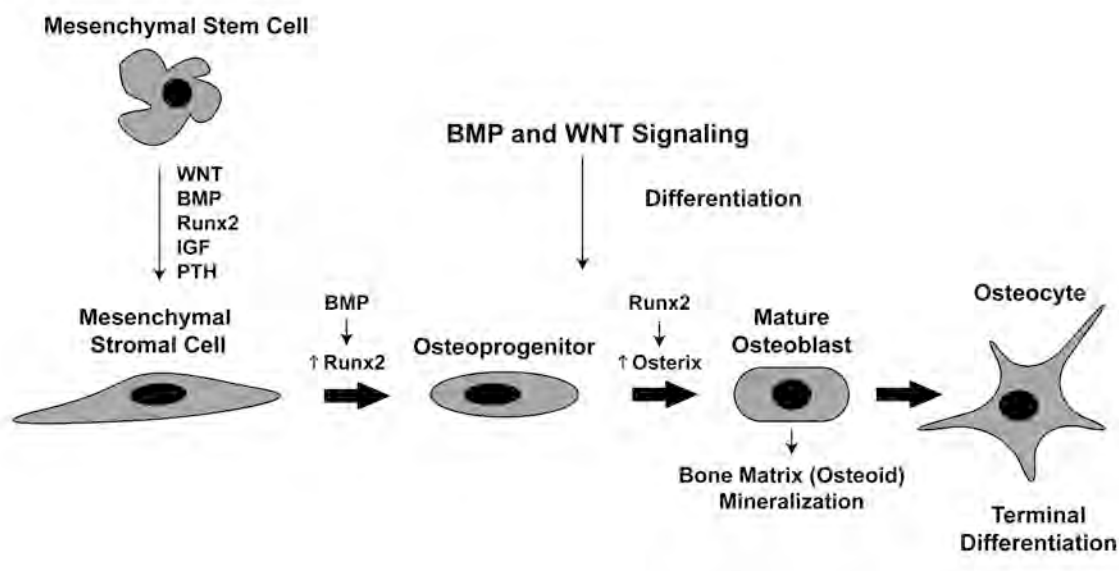 Mesenchymal Stem Cell
WNT
BMP
Runx2
IGF
PTH
BMP and WNT Signaling
Differentiation
Mesenchymal
Stromal Cell
BMP
↑ Runx2
Osteoprogenitor
Runx2
↑ Osterix
Mature
Osteoblast
Bone Matrix (Osteoid)
Mineralization
Osteocyte
Terminal
Differentiation